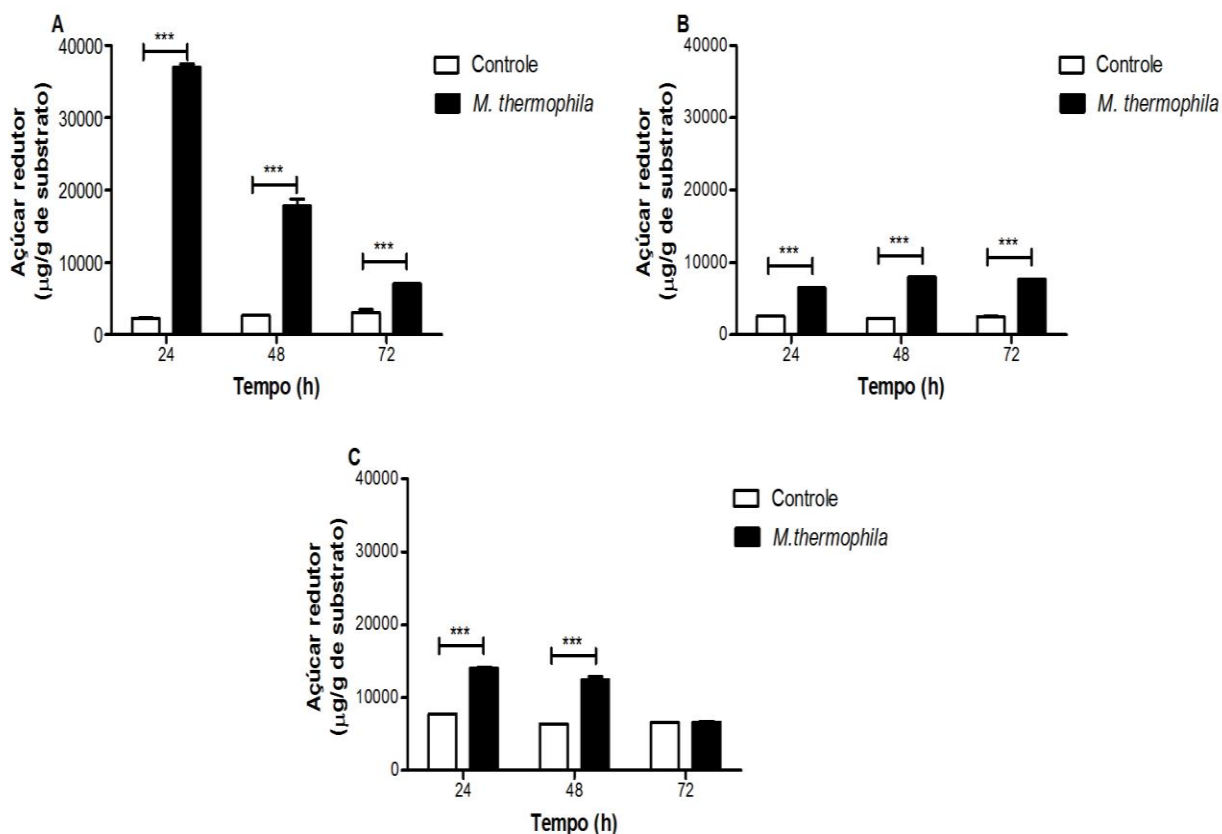 A
Açúcar redutor
(µg/g de substrato)
40000
30000
20000
10000
0
***
***
***
24
48
72
Tempo (h)
Controle
M. thermophila
B
Açúcar redutor
(µg/g de substrato)
40000
30000
20000
10000
0
***
***
***
24
48
72
Tempo (h)
Controle
M. thermophila
C
Açúcar redutor
(µg/g de substrato)
40000
30000
20000
10000
0
***
***
24
48
72
Tempo (h)
Controle
M.thermophila